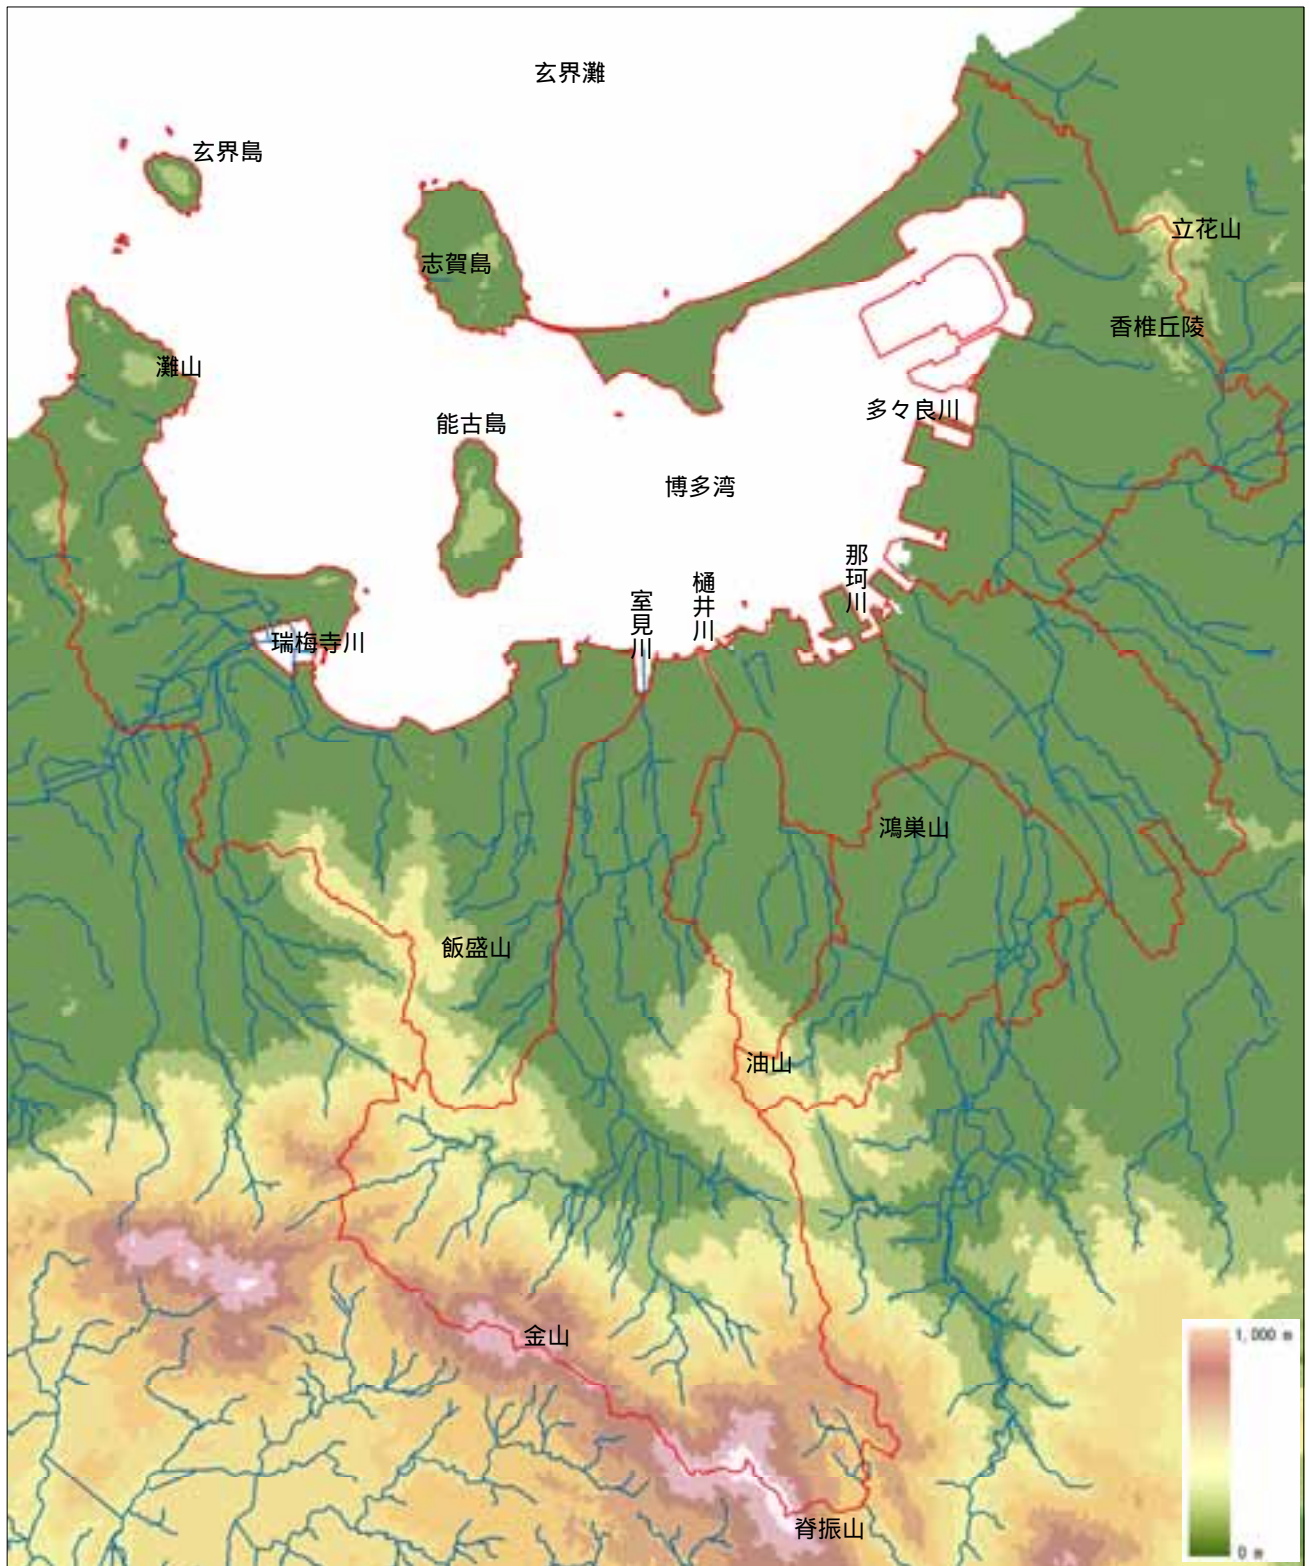 玄界灘
玄界島
立花山
志賀島
香椎丘陵
灘山
多々良川
能古島
博多湾
那珂川
樋井川
室見川
瑞梅寺川
鴻巣山
飯盛山
油山
金山
1,000 m
脊振山
0 m